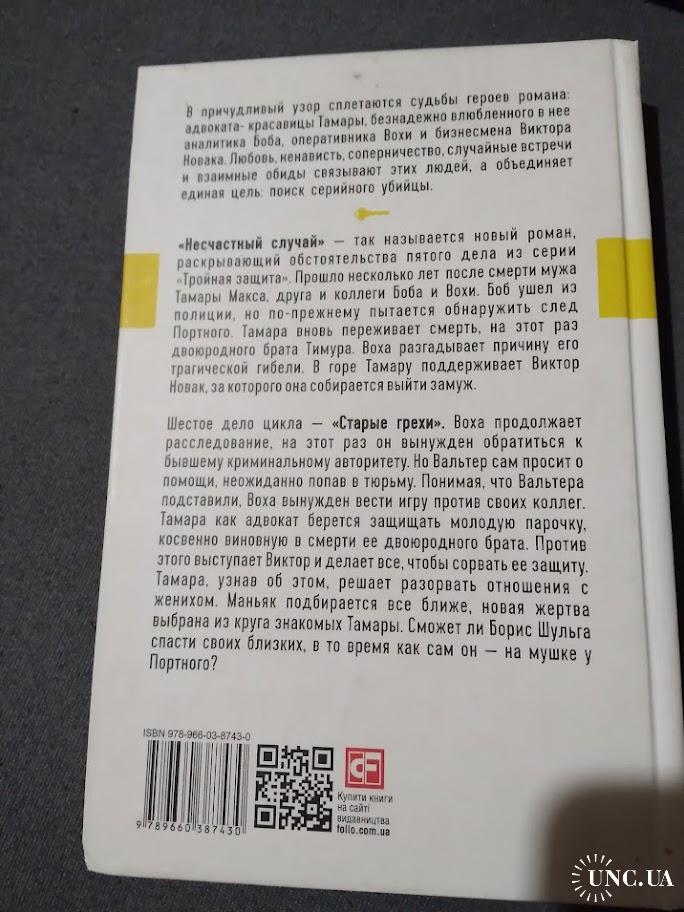 В причудливый узор сплетаются судьбы героев романа:
адвоката- красавицы Тамары, безнадежно влюбленного в нее
аналитика Боба, оперативника Вохи и бизнесмена Виктора
Новака. Любовь, ненависть, соперничество, случайные встречи
и взаимные обиды связывают этих людей, а объединяет
единая цель: поиск серийного убийцы.
«Несчастный случай» — так называется новый роман,
раскрывающий обстоятельства пятого дела из серии
«Тройная защита». Прошло несколько лет после смерти мужа
Тамары Макса, друга и коллеги Боба и Вохи. Боб ушел из
полиции, но по-прежнему пытается обнаружить след
Портного. Тамара вновь переживает смерть, на этот раз
двоюродного брата Тимура. Воха разгадывает причину его
трагической гибели. В горе Тамару поддерживает Виктор
Новак, за которого она собирается выйти замуж.
Шестое дело цикла — «Старые грехи». Воха продолжает
расследование, на этот раз он вынужден обратиться к
бывшему криминальному авторитету. Но Вальтер сам просит о
помощи, неожиданно попав в тюрьму. Понимая, что Вальтера
подставили, Воха вынужден вести игру против своих коллег.
Тамара как адвокат берется защищать молодую парочку,
косвенно виновную в смерти ее двоюродного брата. Против
этого выступает Виктор и делает все, чтобы сорвать ее защиту.
Тамара, узнав об этом, решает разорвать отношения с
женихом. Маньяк подбирается все ближе, новая жертва
выбрана из круга знакомых Тамары. Сможет ли Борис Шульга
спасти своих близких, в то время как сам он — на мушке у
Портного?
ISBN 978-966-03-8743-0
9 789660 387430
CF
Купити книги
на сайті
видавництва
folio.com.ua
UNC.UA